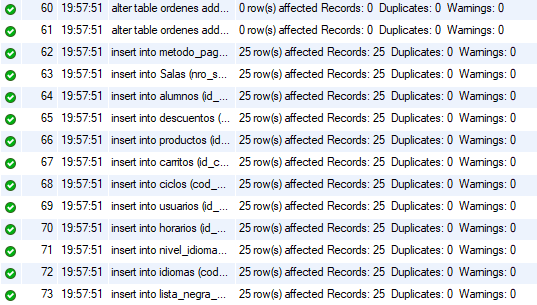 60 19:57:51 alter table ordenes add... 0 row(s) affected Records: 0 Duplicates: 0 Warnings: 0
61 19:57:51 alter table ordenes add... 0 row(s) affected Records: 0 Duplicates: 0 Warnings: 0
62 19:57:51 insert into metodo_pag... 25 row(s) affected Records: 25 Duplicates: 0 Warnings: 0
63 19:57:51 insert into Salas (nro_s... 25 row(s) affected Records: 25 Duplicates: 0 Warnings: 0
64 19:57:51 insert into alumnos (id_... 25 row(s) affected Records: 25 Duplicates: 0 Warnings: 0
65 19:57:51 insert into descuentos (... 25 row(s) affected Records: 25 Duplicates: 0 Warnings: 0
66 19:57:51 insert into productos (id... 25 row(s) affected Records: 25 Duplicates: 0 Warnings: 0
67 19:57:51 insert into carritos (id_c... 25 row(s) affected Records: 25 Duplicates: 0 Warnings: 0
68 19:57:51 insert into ciclos (cod_... 25 row(s) affected Records: 25 Duplicates: 0 Warnings: 0
69 19:57:51 insert into usuarios (id_... 25 row(s) affected Records: 25 Duplicates: 0 Warnings: 0
70 19:57:51 insert into horarios (id_... 25 row(s) affected Records: 25 Duplicates: 0 Warnings: 0
71 19:57:51 insert into nivel_idioma... 25 row(s) affected Records: 25 Duplicates: 0 Warnings: 0
72 19:57:51 insert into idiomas (cod... 25 row(s) affected Records: 25 Duplicates: 0 Warnings: 0
73 19:57:51 insert into lista_negra_... 25 row(s) affected Records: 25 Duplicates: 0 Warnings: 0